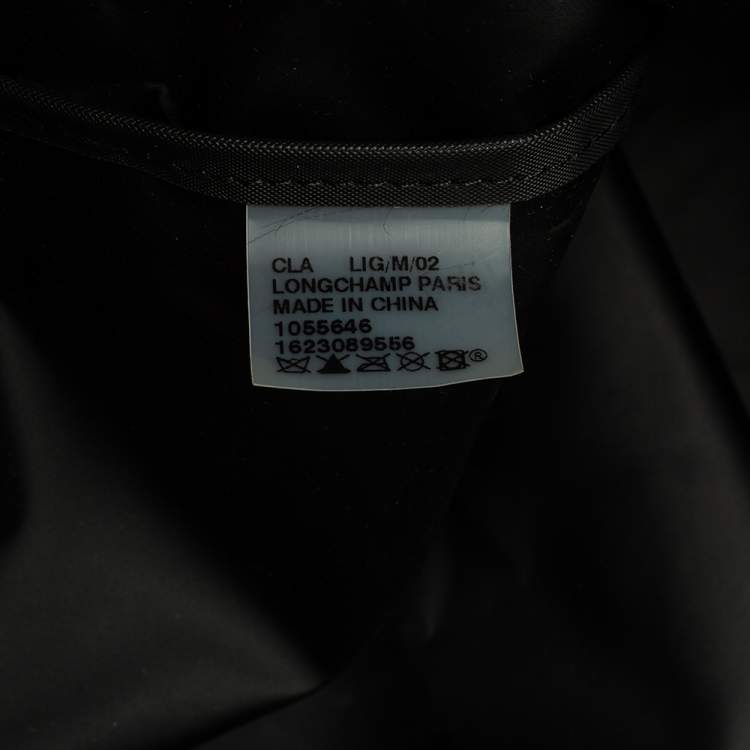 CLA LIG/M/02
LONGCHAMP PARIS
MADE IN CHINA
1055646
1623089556
®